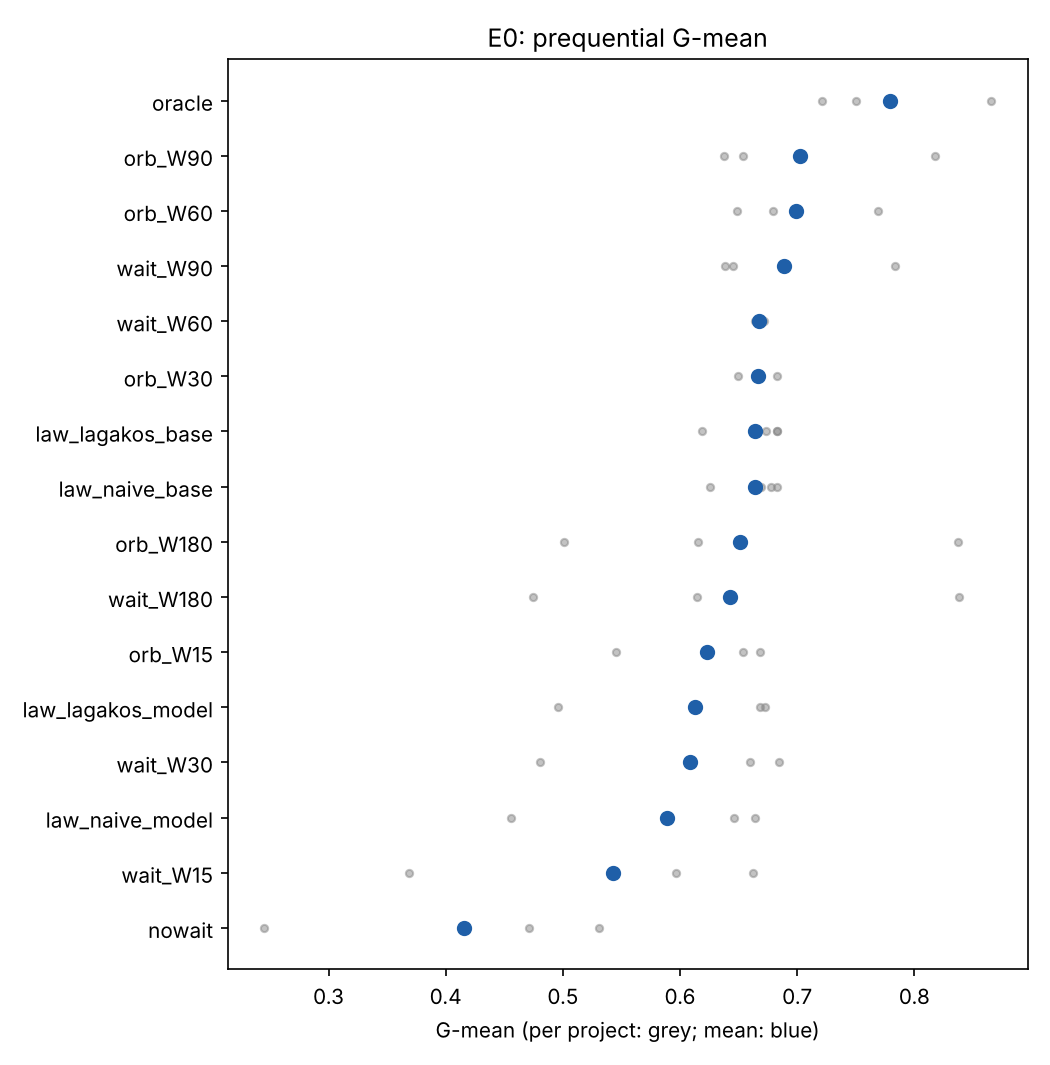 E0: prequential G-mean
oracle
orb_W90
orb_W60
wait_W90
wait_W60
orb_W30
law_lagakos_base
law_naive_base
orb_W180
wait_W180
orb_W15
law_lagakos_model
wait_W30
law_naive_model
wait_W15
nowait
0.3 0.4 0.5 0.6 0.7 0.8
G-mean (per project: grey; mean: blue)